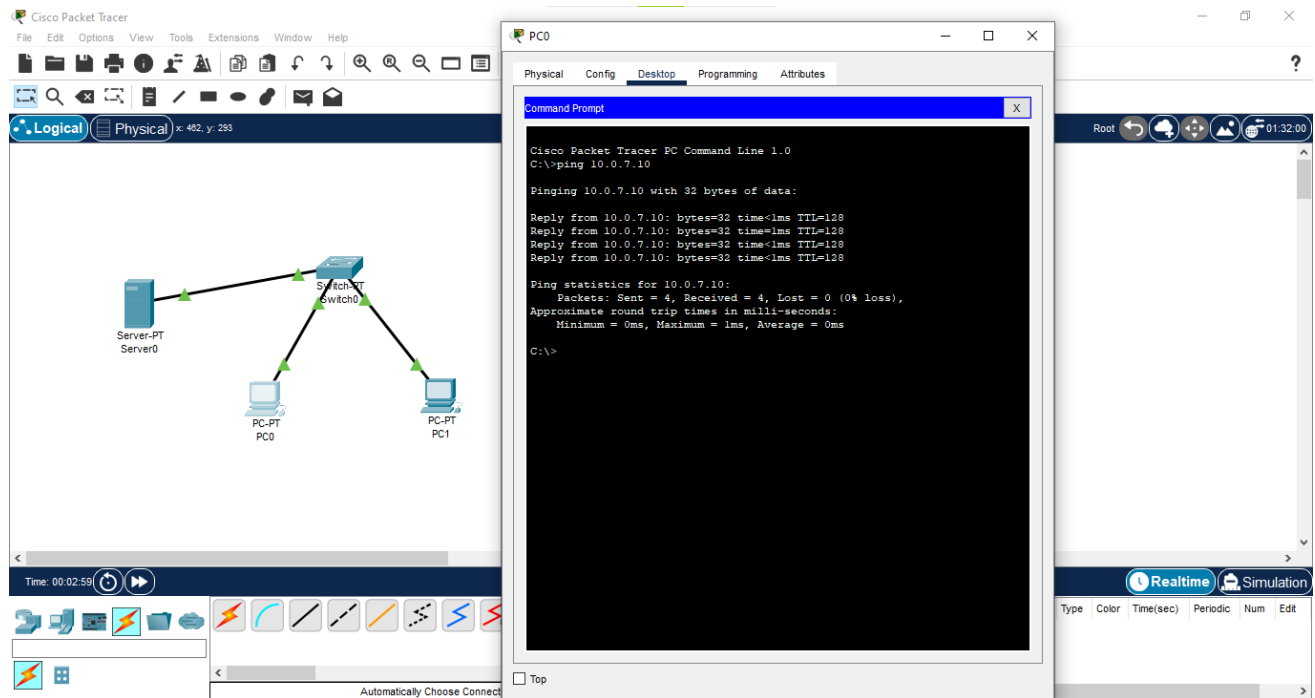 Cisco Packet Tracer
File Edit Options View Tools Extensions Window Help
?
Logical Physical x: 462, y: 293
Root 01:32:00
Server-PT
Server0
Switch-PT
Switch0
PC-PT
PC0
PC-PT
PC1
PC0
Physical Config Desktop Programming Attributes
Command Prompt X
Cisco Packet Tracer PC Command Line 1.0
C:\>ping 10.0.7.10
Pinging 10.0.7.10 with 32 bytes of data:
Reply from 10.0.7.10: bytes=32 time<1ms TTL=128
Reply from 10.0.7.10: bytes=32 time=1ms TTL=128
Reply from 10.0.7.10: bytes=32 time<1ms TTL=128
Reply from 10.0.7.10: bytes=32 time<1ms TTL=128
Ping statistics for 10.0.7.10:
Packets: Sent = 4, Received = 4, Lost = 0 (0% loss),
Approximate round trip times in milli-seconds:
Minimum = 0ms, Maximum = 1ms, Average = 0ms
C:\>
Top
Time: 00:02:59
Realtime Simulation
Type Color Time(sec) Periodic Num Edit
Automatically Choose Connect